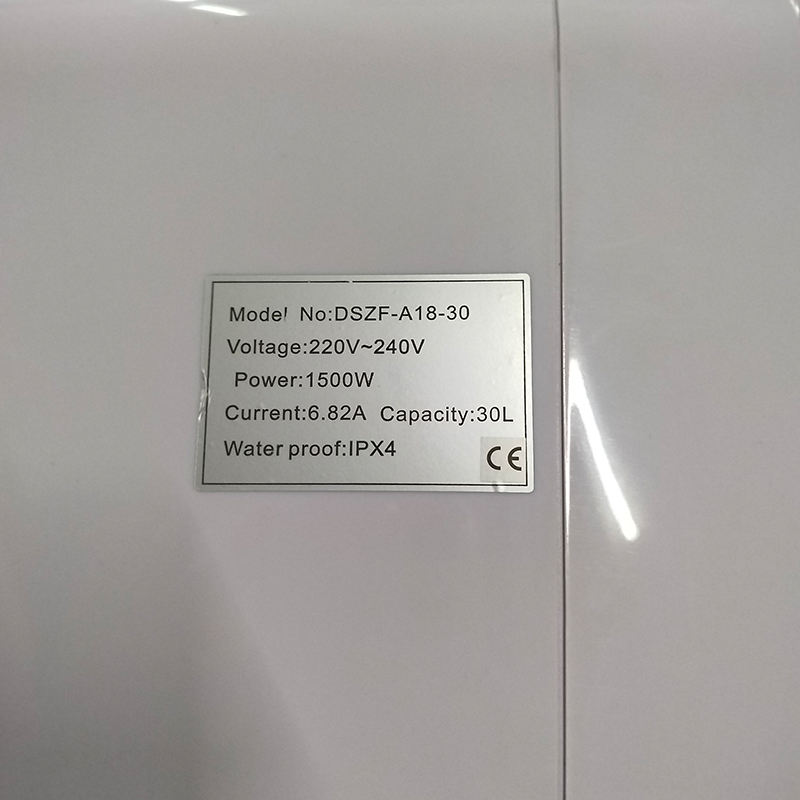 Model No:DSZF-A18-30
Voltage:220V~240V
Power:1500W
Current:6.82A Capacity:30L
Water proof:IPX4
CE